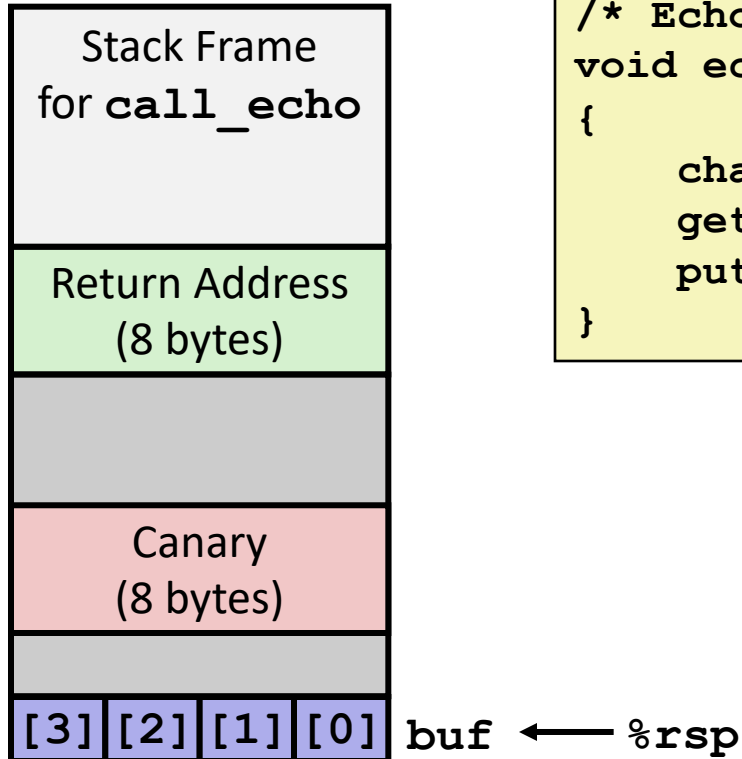 Stack Frame
for call_echo
Return Address
(8 bytes)
Canary
(8 bytes)
[3] [2] [1] [0] buf ← %rsp
/* Echo
void ec
{
cha
get
put
}